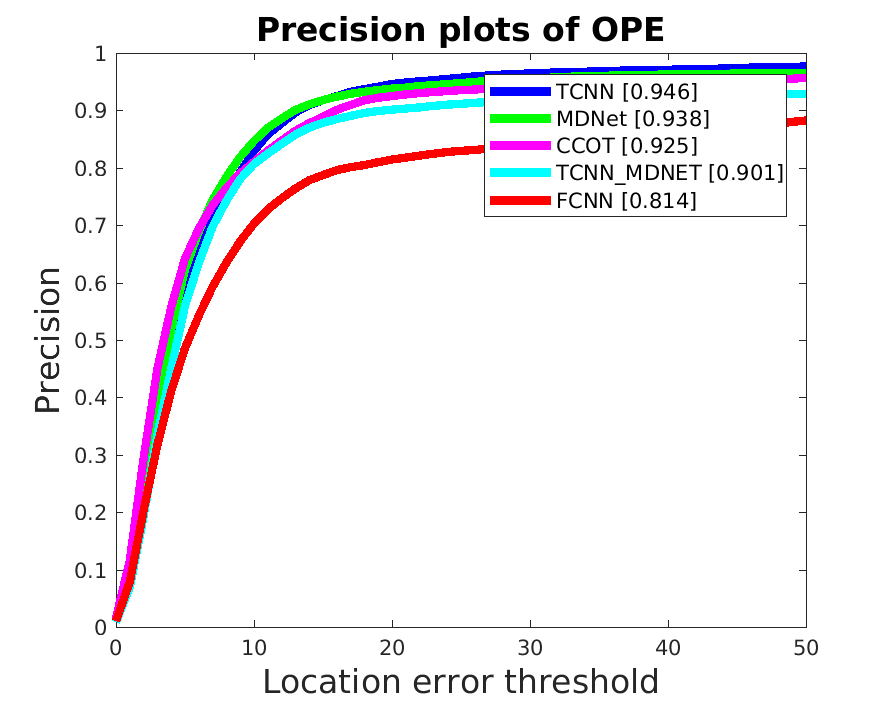 Precision plots of OPE
1
0.9
0.8
0.7
0.6
0.5
0.4
0.3
0.2
0.1
0
Precision
TCNN [0.946]
MDNet [0.938]
CCOT [0.925]
TCNN_MDNET [0.901]
FCNN [0.814]
0 10 20 30 40 50
Location error threshold